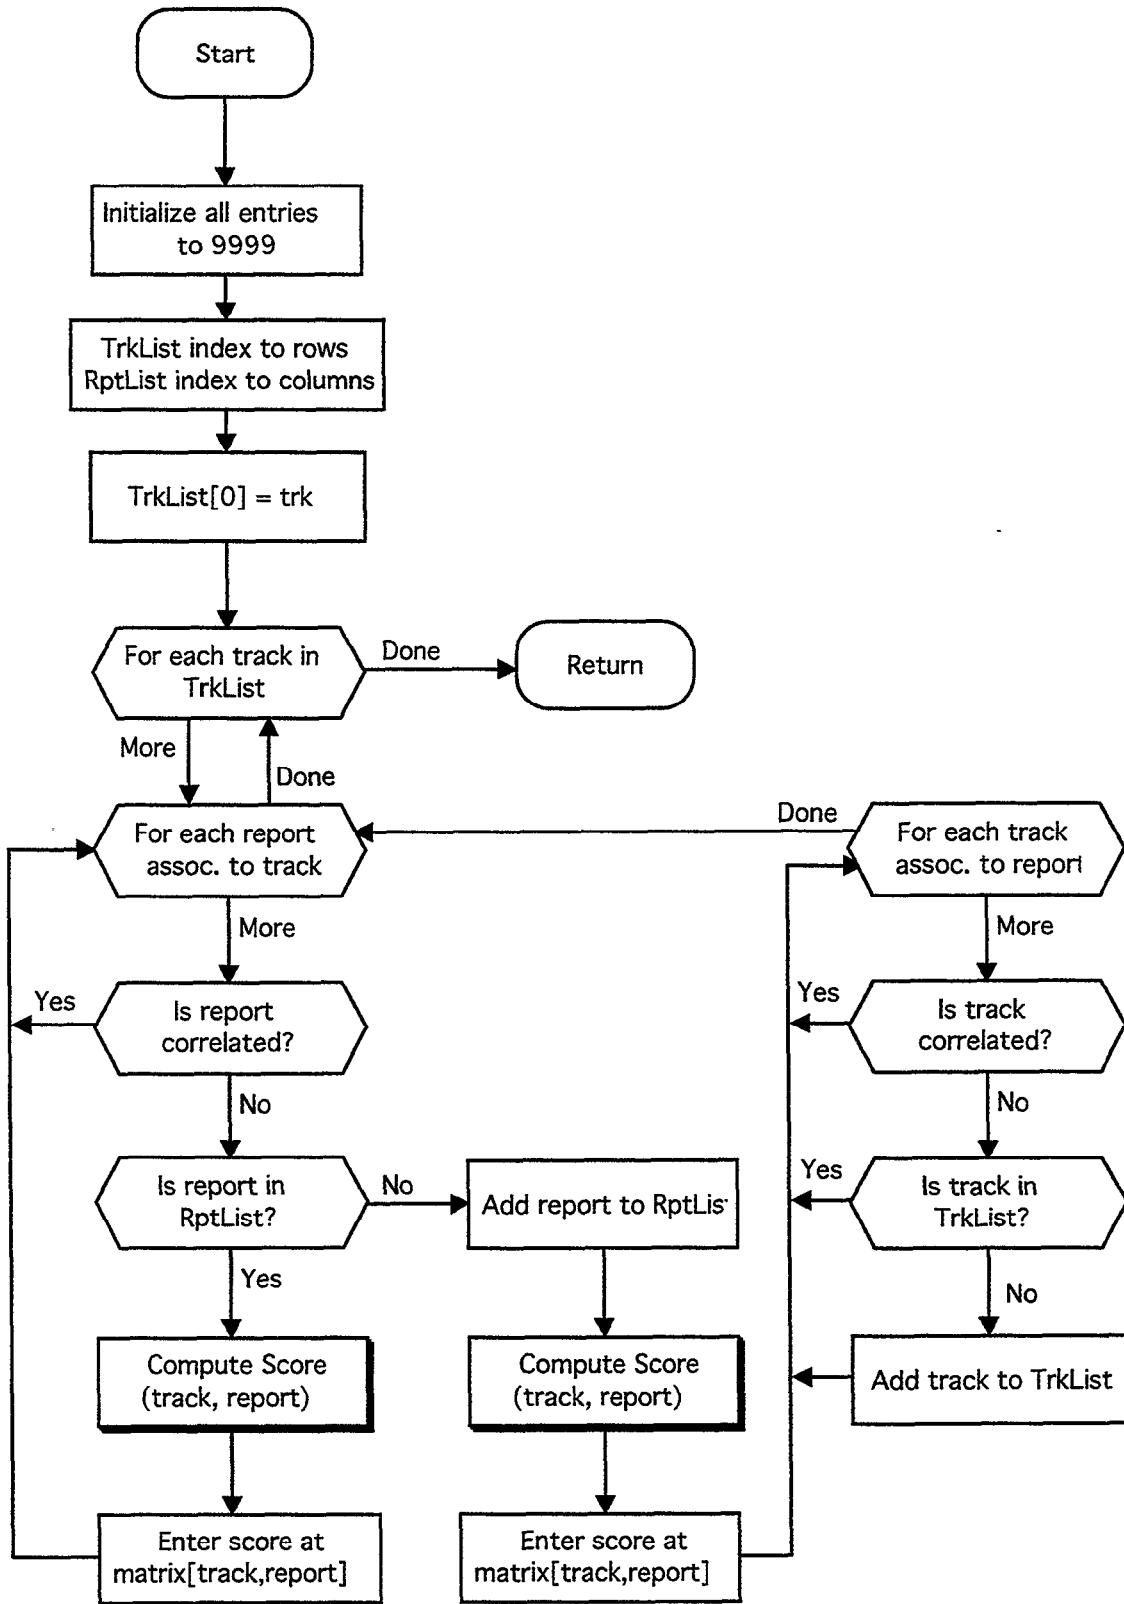 Start
Initialize all entries
to 9999
TrkList index to rows
RptList index to columns
TrkList[0] = trk
For each track in
TrkList
Done
Return
More
Done
For each report
assoc. to track
Done
For each track
assoc. to report
More
More
Yes
Is report
correlated?
Yes
Is track
correlated?
No
No
Is report in
RptList?
No
Add report to RptLis
Yes
Is track in
TrkList?
Yes
No
Compute Score
(track, report)
Compute Score
(track, report)
Add track to TrkList
Enter score at
matrix[track,report]
Enter score at
matrix[track,report]